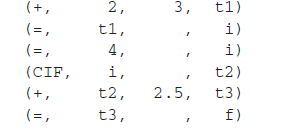 (+, 2, 3, t1)
(=, t1, , i)
(=, 4, , i)
(CIF, i, , t2)
(+, t2, 2.5, t3)
(=, t3, , f)